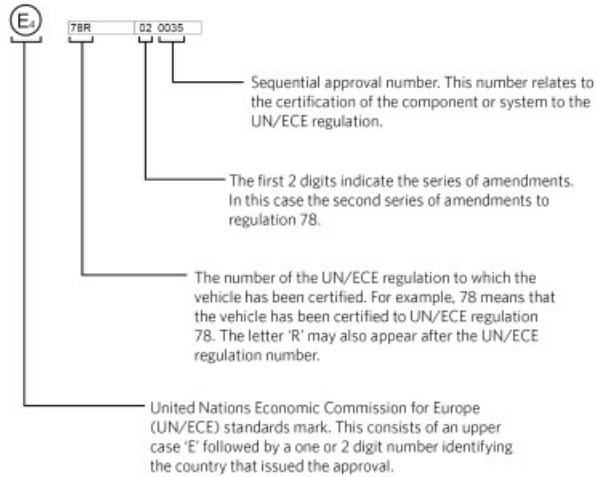 E4 78R 02 0035
Sequential approval number. This number relates to
the certification of the component or system to the
UN/ECE regulation.
The first 2 digits indicate the series of amendments.
In this case the second series of amendments to
regulation 78.
The number of the UN/ECE regulation to which the
vehicle has been certified. For example, 78 means that
the vehicle has been certified to UN/ECE regulation
78. The letter 'R' may also appear after the UN/ECE
regulation number.
United Nations Economic Commission for Europe
(UN/ECE) standards mark. This consists of an upper
case 'E' followed by a one or 2 digit number identifying
the country that issued the approval.